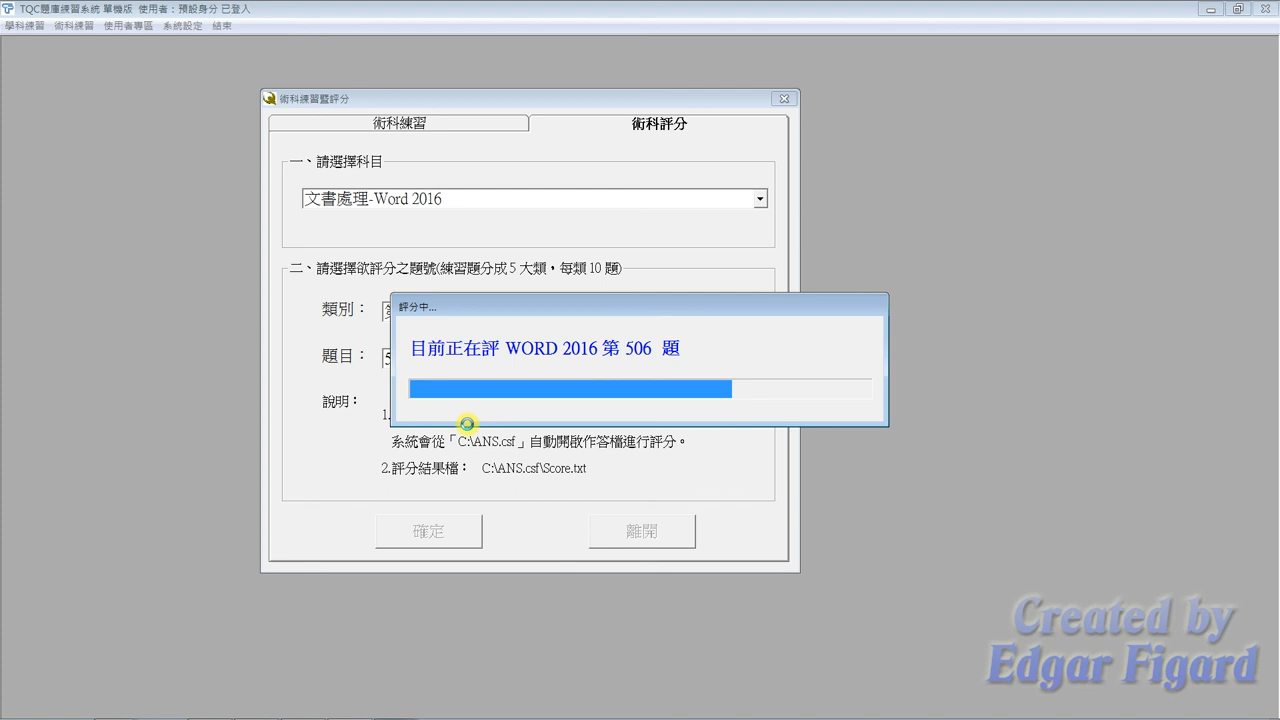 TQC題庫練習系統 單機版 使用者：預設身分 已登入
學科練習 術科練習 使用者專區 系統設定 結束
術科練習暨評分
術科練習 術科評分
一、請選擇科目
文書處理-Word 2016
二、請選擇欲評分之題號(練習題分成 5 大類，每類 10 題)
類別：
評分中...
目前正在評 WORD 2016 第 506 題
題目： 5
說明：
1.
系統會從「C:\ANS.csf」自動開啟作答檔進行評分。
2.評分結果檔： C:\ANS.csf\Score.txt
確定 離開
Created by
Edgar Figard